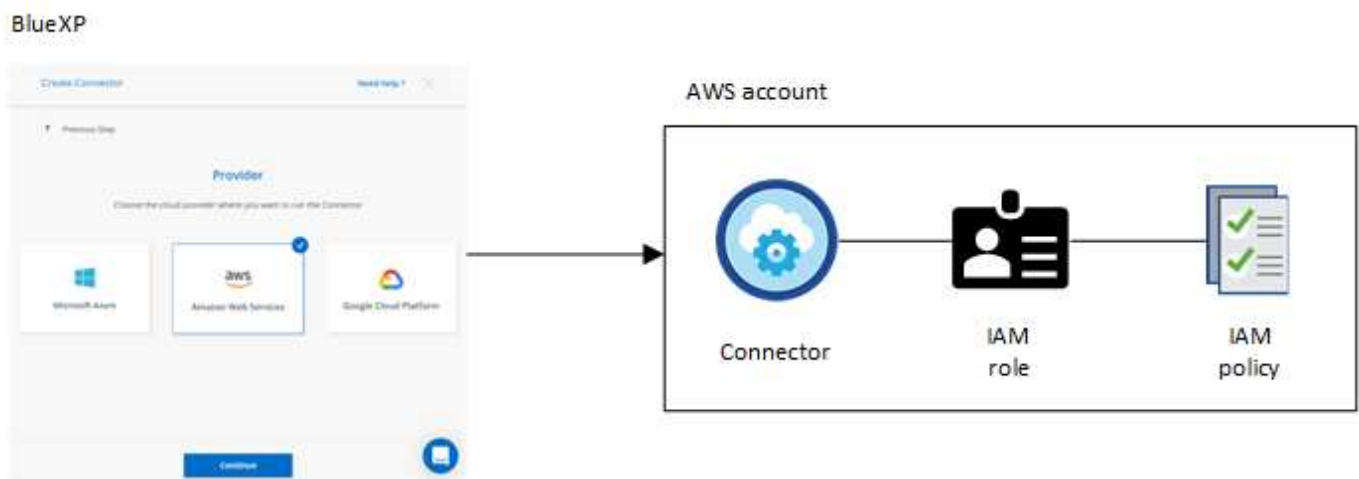 BlueXP
Create Connector
Need help ?
Previous Step
Provider
Choose the cloud provider where you want to run the Connector
Microsoft Azure
aws
Amazon Web Services
Google Cloud Platform
Continue
AWS account
Connector
IAM
role
IAM
policy